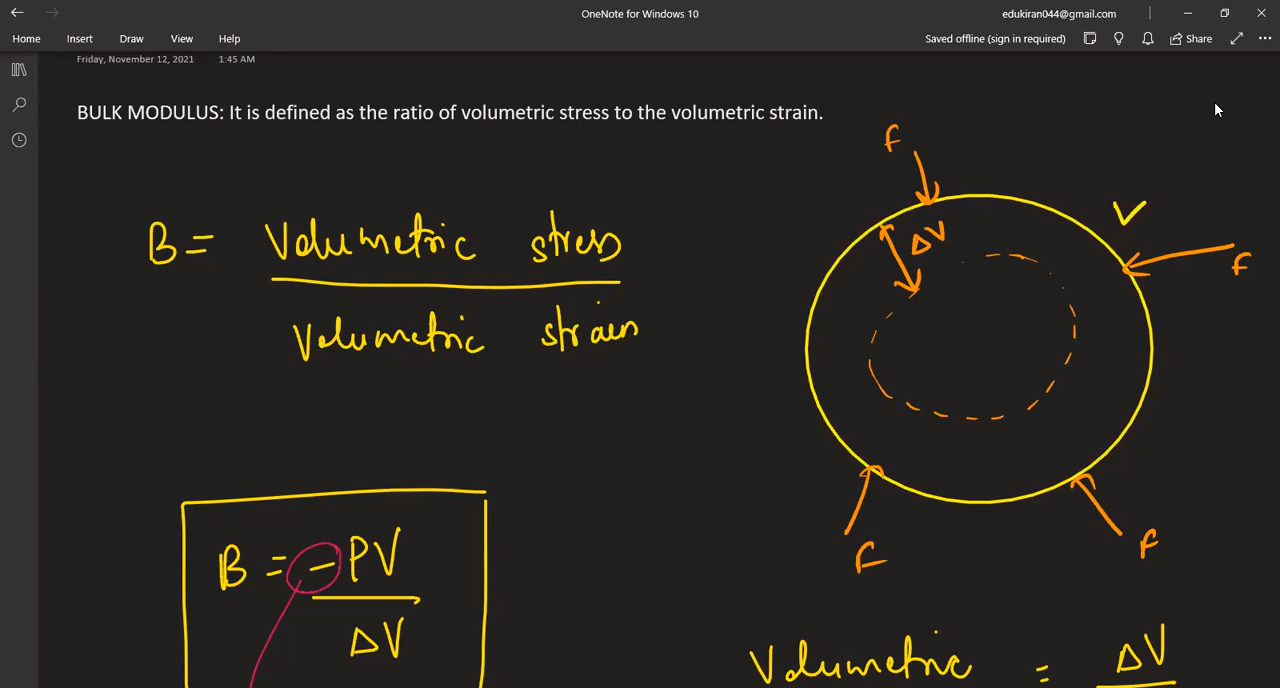 OneNote for Windows 10
edukiran044@gmail.com
Home Insert Draw View Help
Saved offline (sign in required) Share
Friday, November 12, 2021 1:45 AM
BULK MODULUS: It is defined as the ratio of volumetric stress to the volumetric strain.
F
V
ΔV
F
B = Volumetric stress
Volumetric strain
F
F
B = - PV
ΔV
Volumetric = ΔV